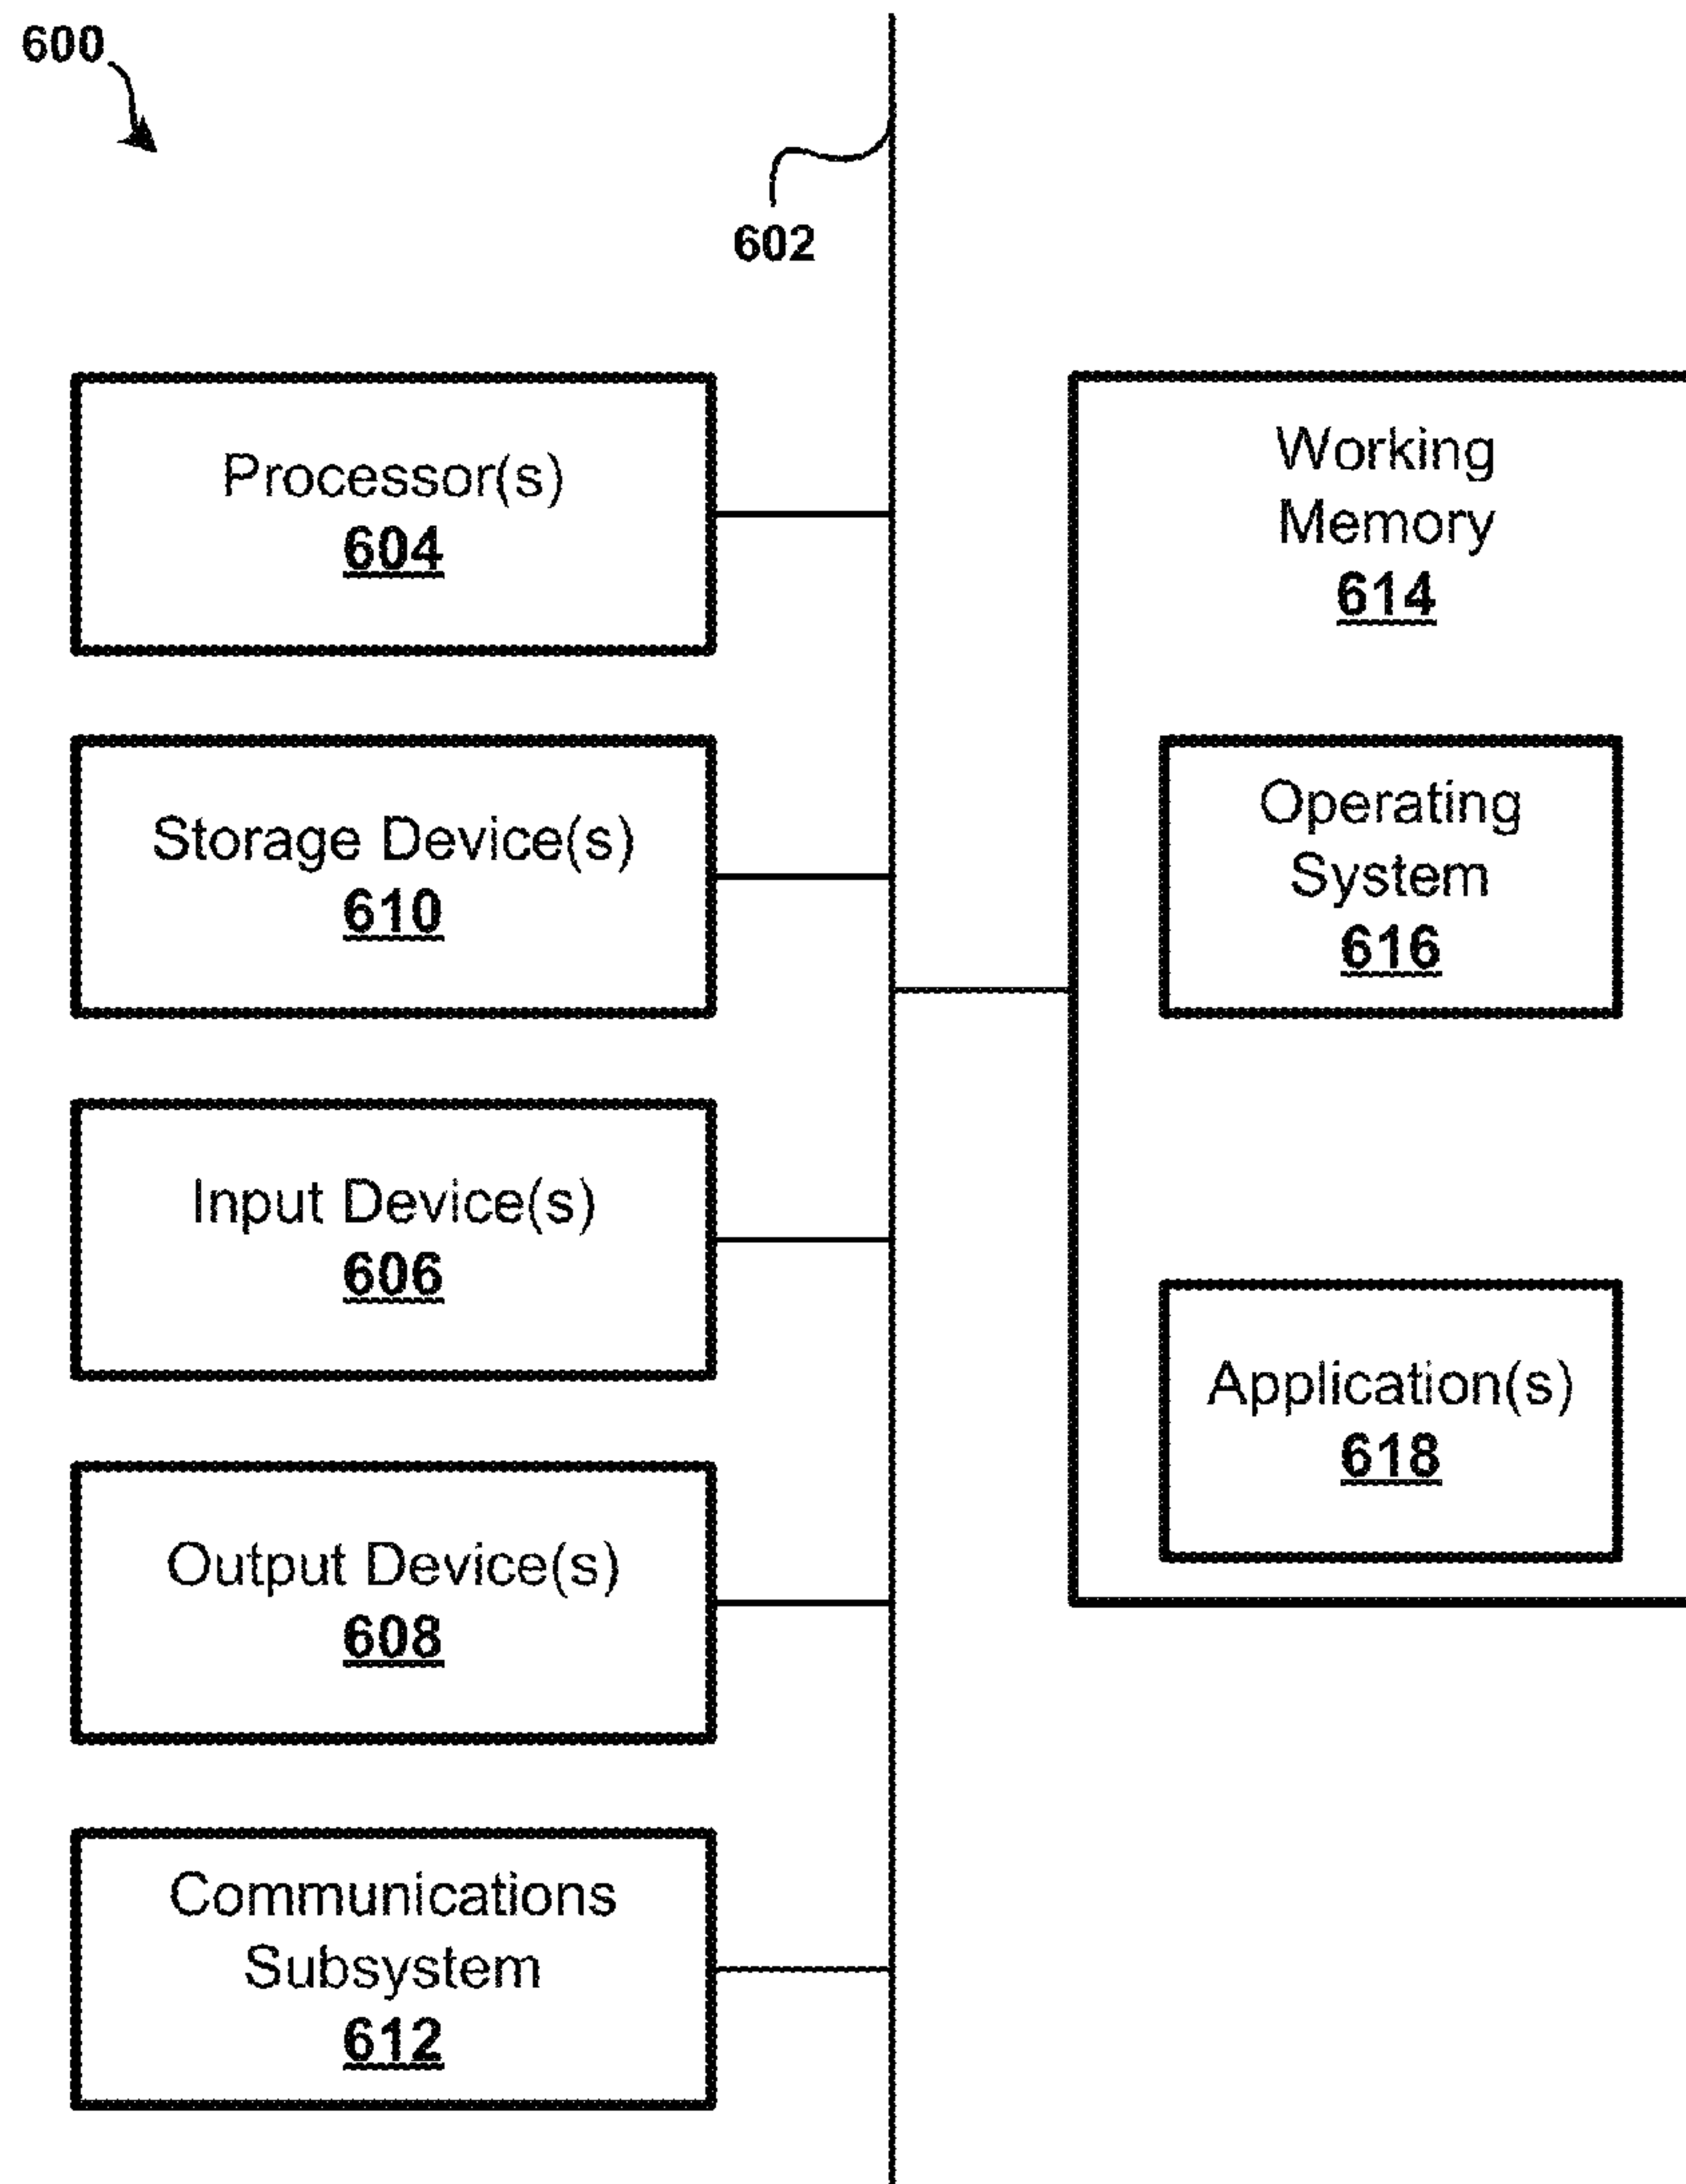 600
602
Processor(s)
604
Storage Device(s)
610
Input Device(s)
606
Output Device(s)
608
Communications
Subsystem
612
Working
Memory
614
Operating
System
616
Application(s)
618